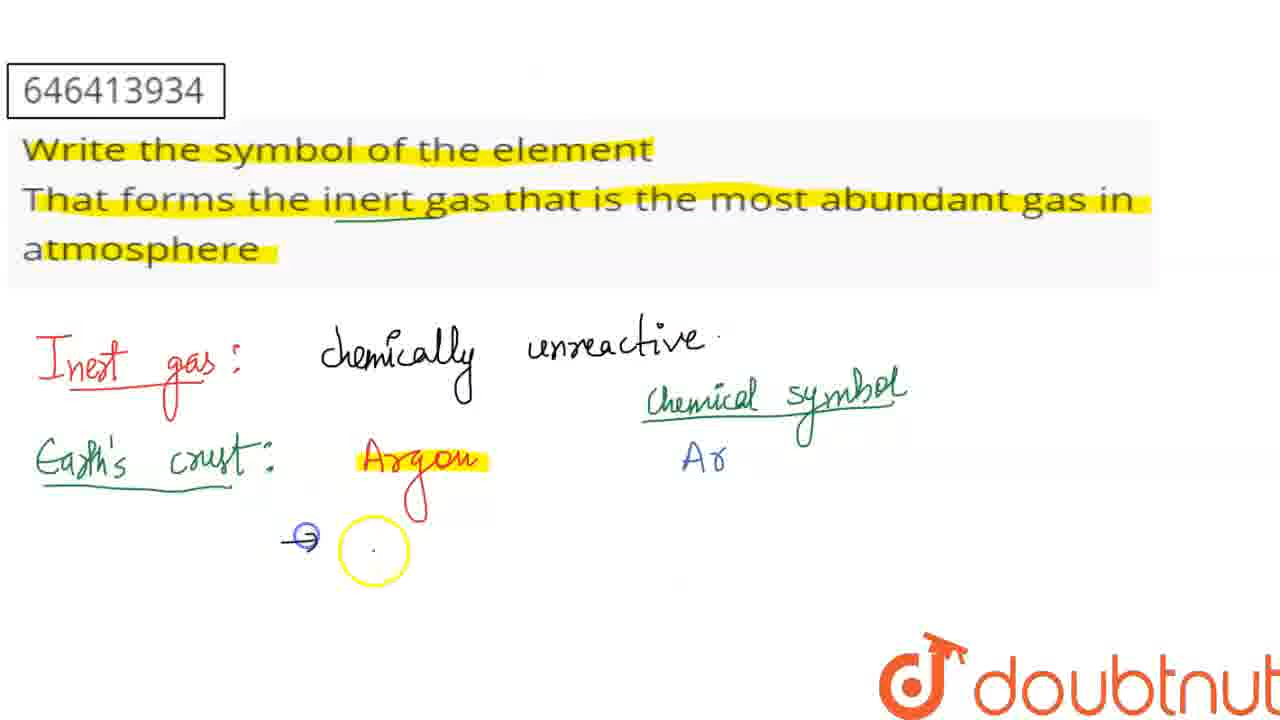 646413934
Write the symbol of the element
That forms the inert gas that is the most abundant gas in
atmosphere
Inert gas: chemically unreactive.
chemical symbol
Earth's crust: Argon Ar
→
doubtnut